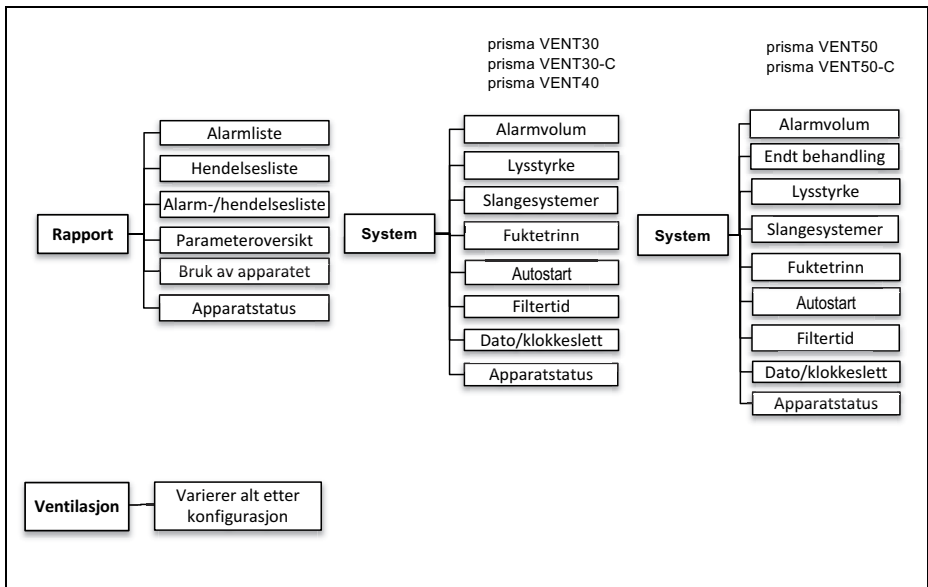 prisma VENT30
prisma VENT30-C
prisma VENT40
prisma VENT50
prisma VENT50-C
Rapport
Alarmliste
Hendelsesliste
Alarm-/hendelsesliste
Parameteroversikt
Bruk av apparatet
Apparatstatus
System
Alarmvolum
Lysstyrke
Slangesystemer
Fuktetrinn
Autostart
Filtertid
Dato/klokkeslett
Apparatstatus
System
Alarmvolum
Endt behandling
Lysstyrke
Slangesystemer
Fuktetrinn
Autostart
Filtertid
Dato/klokkeslett
Apparatstatus
Ventilasjon
Varierer alt etter
konfigurasjon